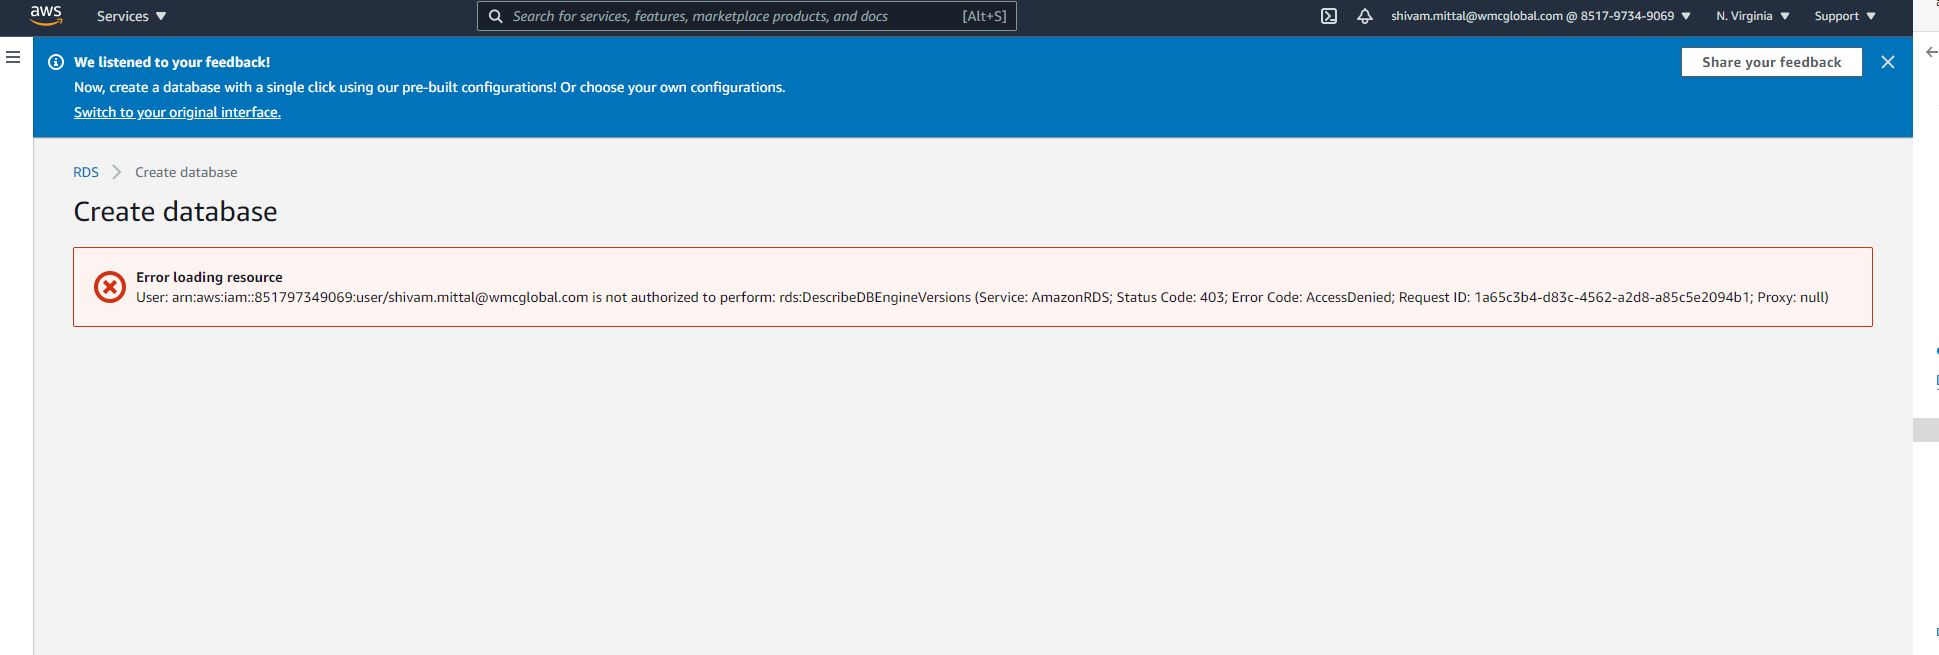 aws
Services
Search for services, features, marketplace products, and docs [Alt+S]
shivam.mittal@wmcglobal.com @ 8517-9734-9069
N. Virginia
Support
We listened to your feedback!
Now, create a database with a single click using our pre-built configurations! Or choose your own configurations.
Switch to your original interface.
Share your feedback
RDS
Create database
Create database
Error loading resource
User: arn:aws:iam::851797349069:user/shivam.mittal@wmcglobal.com is not authorized to perform: rds:DescribeDBEngineVersions (Service: AmazonRDS; Status Code: 403; Error Code: AccessDenied; Request ID: 1a65c3b4-d83c-4562-a2d8-a85c5e2094b1; Proxy: null)